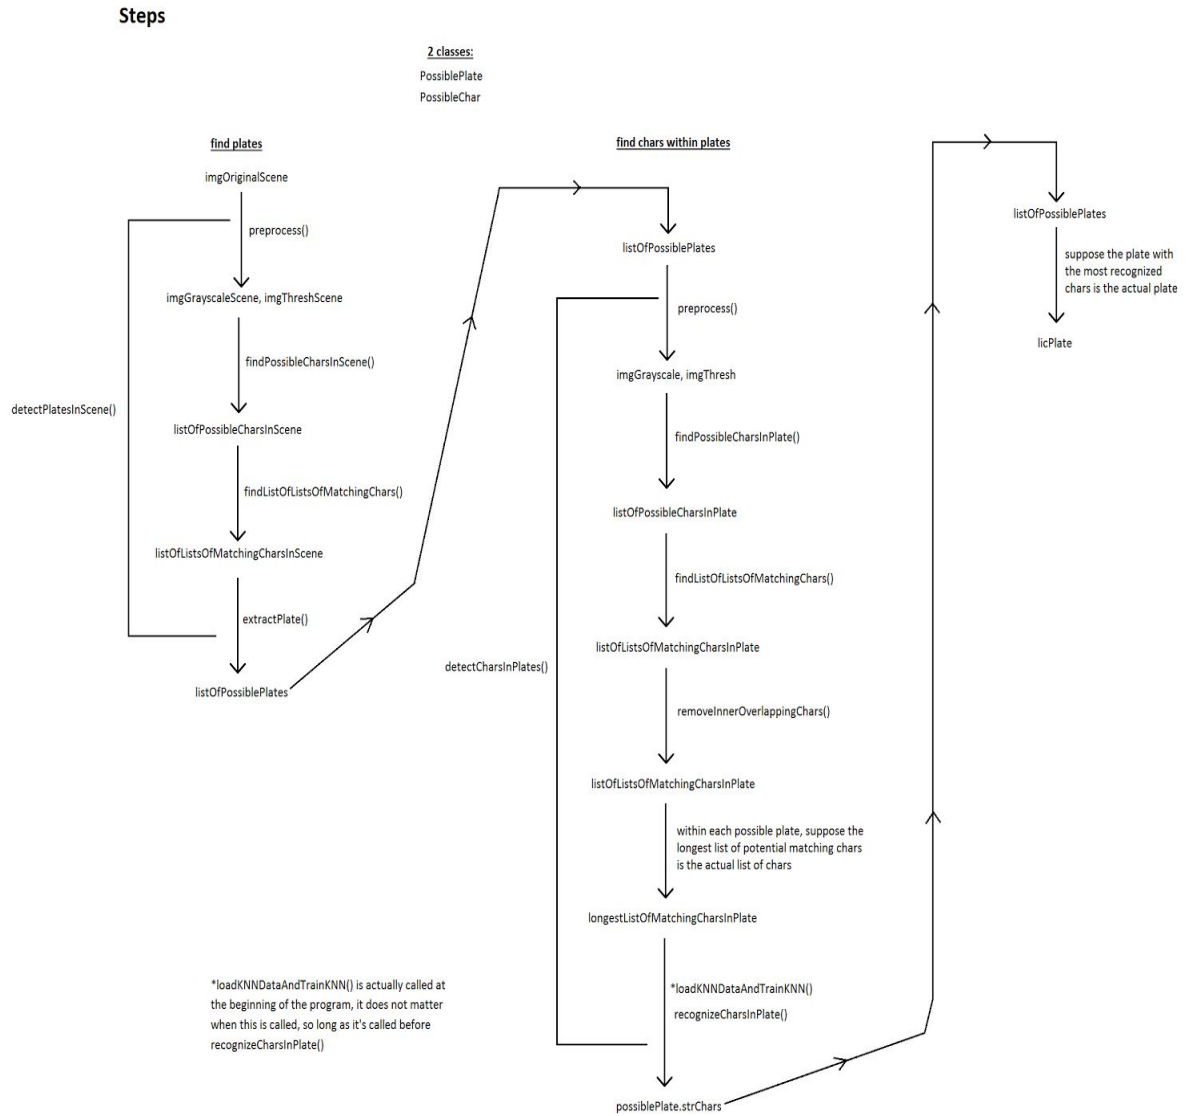 Steps
2 classes:
PossiblePlate
PossibleChar
find plates
imgOriginalScene
preprocess()
imgGrayscaleScene, imgThreshScene
findPossibleCharsInScene()
detectPlatesInScene()
listOfPossibleCharsInScene
findListOfListsOfMatchingChars()
listOfListsOfMatchingCharsInScene
extractPlate()
listOfPossiblePlates
find chars within plates
listOfPossiblePlates
preprocess()
imgGrayscale, imgThresh
findPossibleCharsInPlate()
listOfPossibleCharsInPlate
findListOfListsOfMatchingChars()
listOfListsOfMatchingCharsInPlate
detectCharsInPlates()
removeInnerOverlappingChars()
listOfListsOfMatchingCharsInPlate
within each possible plate, suppose the
longest list of potential matching chars
is the actual list of chars
longestListOfMatchingCharsInPlate
*loadKNNDataAndTrainKNN()
recognizeCharsInPlate()
possiblePlate.strChars
*loadKNNDataAndTrainKNN() is actually called at
the beginning of the program, it does not matter
when this is called, so long as it's called before
recognizeCharsInPlate()
listOfPossiblePlates
suppose the plate with
the most recognized
chars is the actual plate
licPlate